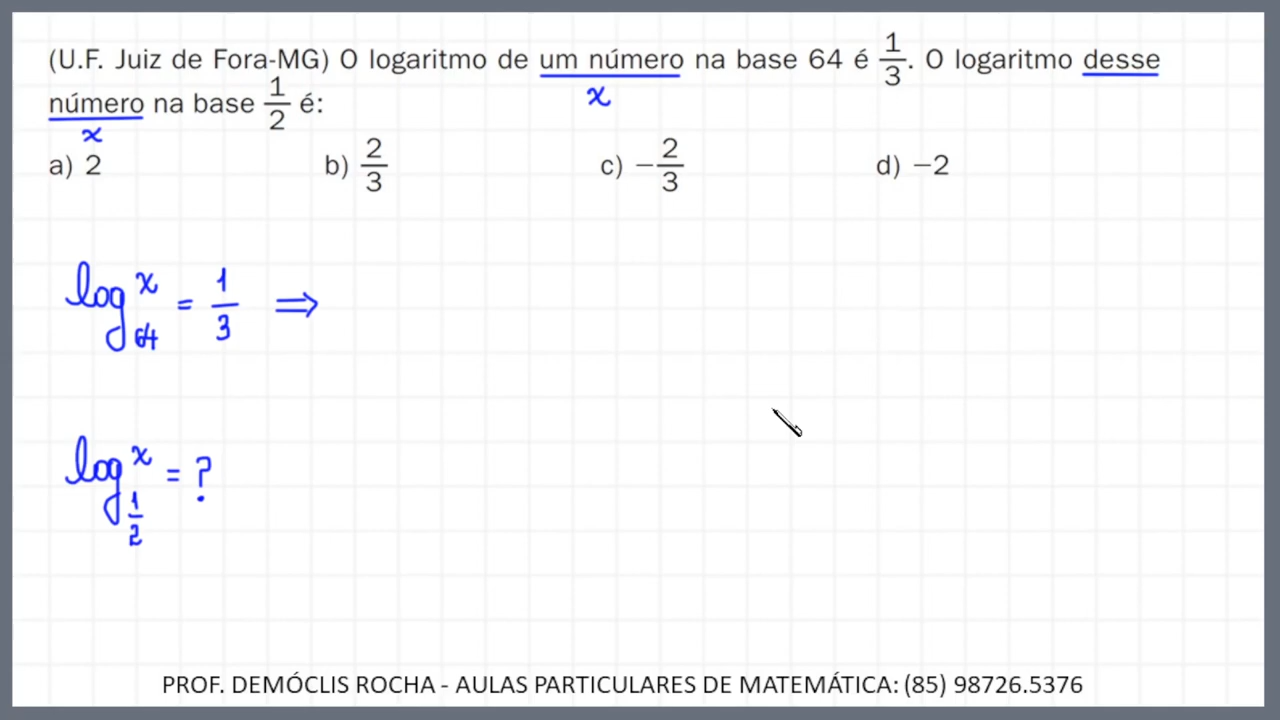 (U.F. Juiz de Fora-MG) O logaritmo de um número na base 64 é 1/3. O logaritmo desse
x
número na base 1/2 é:
x
a) 2 b) 2/3 c) −2/3 d) −2
log_64 x = 1/3 ⇒
log_1/2 x = ?
PROF. DEMÓCLIS ROCHA - AULAS PARTICULARES DE MATEMÁTICA: (85) 98726.5376